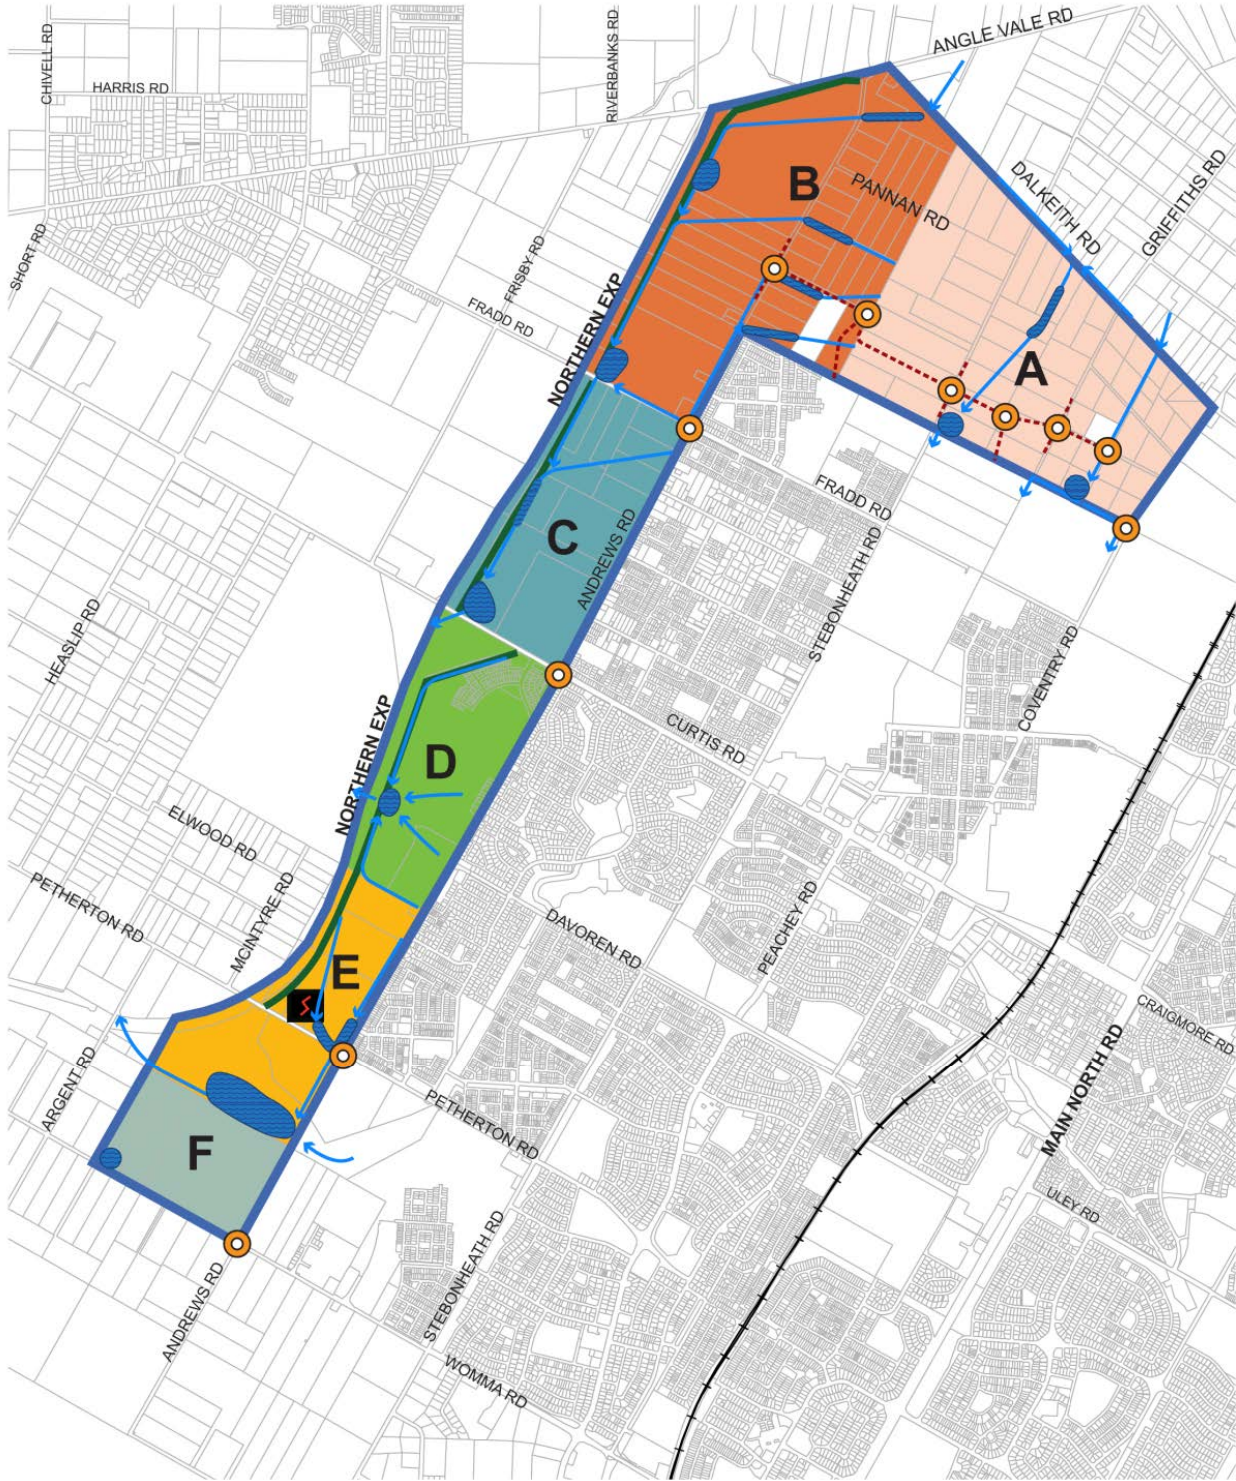 ANGLE VALE RD
CHIVELL RD
HARRIS RD
RIVERBANKS RD
DALKEITH RD
GRIFFITHS RD
B
PANNAN RD
SHORT RD
FRISBY RD
FRADD RD
NORTHERN EXP
A
FRADD RD
C
ANDREWS RD
STEBONHEATH RD
HEASLIP RD
COVENTRY RD
CURTIS RD
NORTHERN EXP
D
ELWOOD RD
PETHERTON RD
MCINTYRE RD
DAVOREN RD
PEACHEY RD
E
CRAIGMORE RD
MAIN NORTH RD
ARGENT RD
PETHERTON RD
F
ULEY RD
STEBONHEATH RD
ANDREWS RD
WOMMA RD